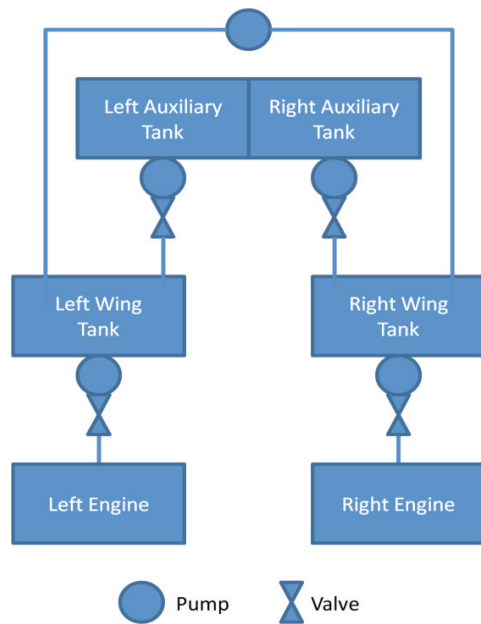 Left Auxiliary
Tank
Right Auxiliary
Tank
Left Wing
Tank
Right Wing
Tank
Left Engine
Right Engine
Pump
Valve